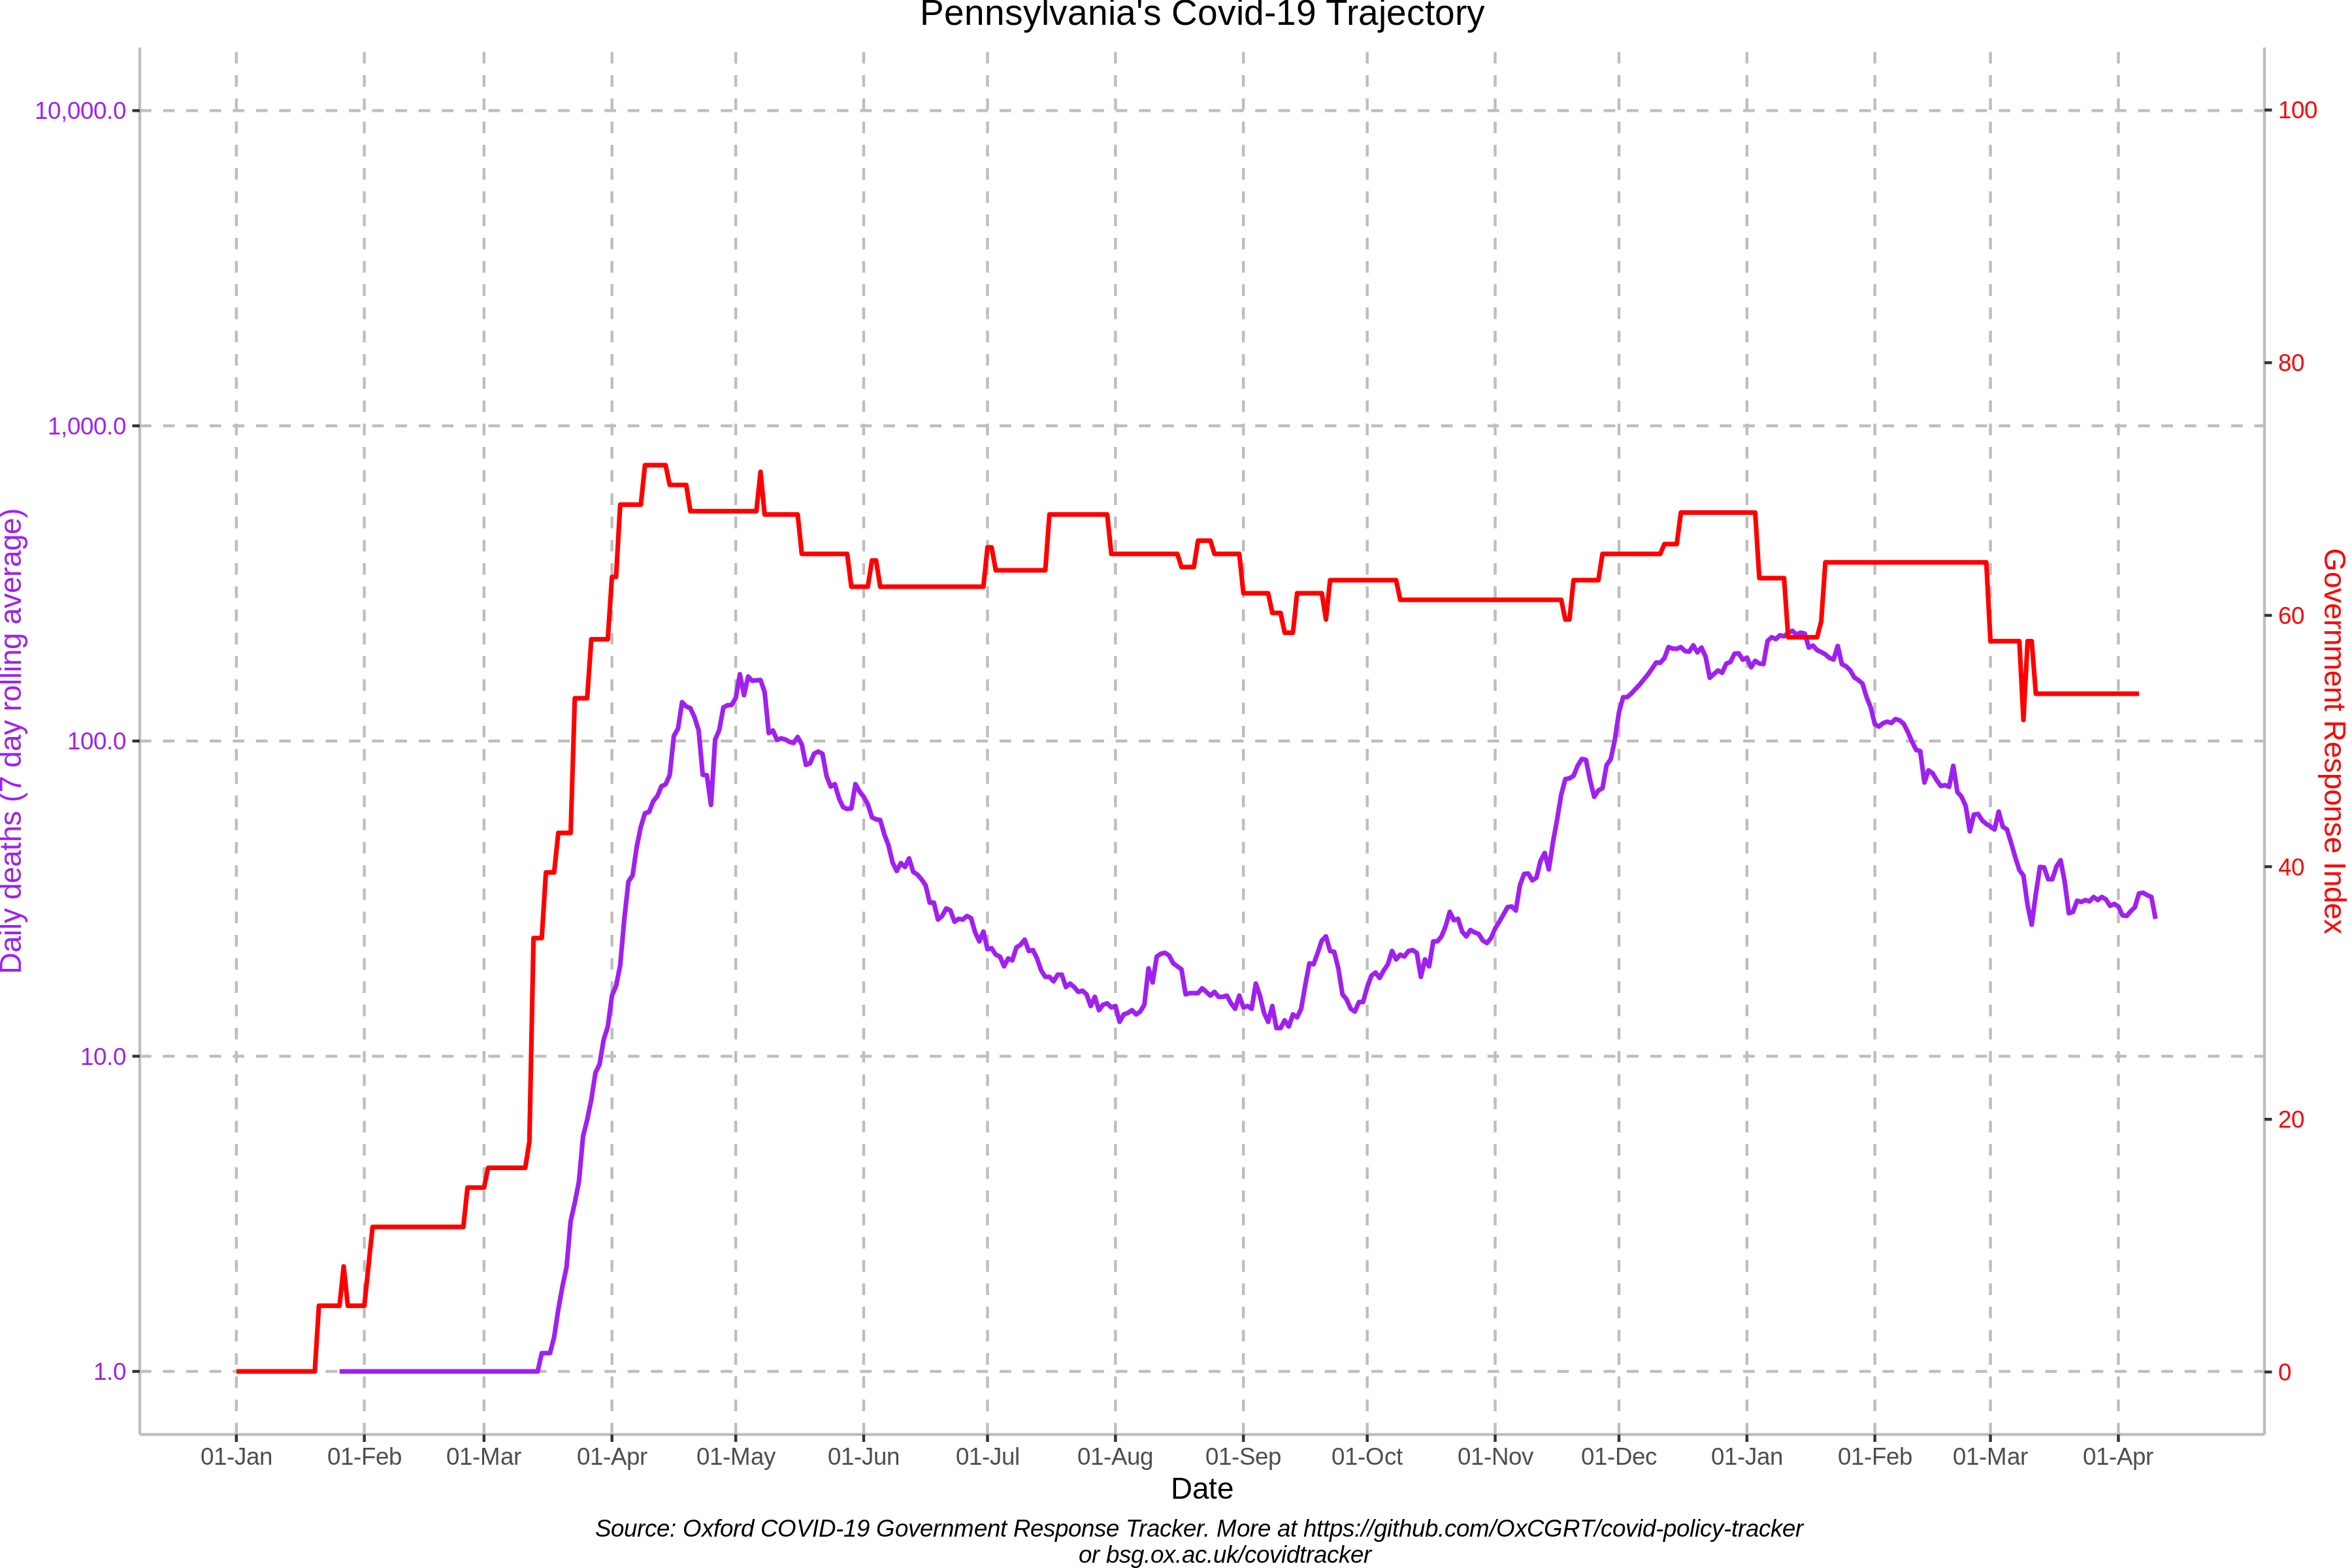 Pennsylvania's Covid-19 Trajectory
10,000.0
1,000.0
100.0
10.0
1.0
Daily deaths (7 day rolling average)
100
80
60
40
20
0
Government Response Index
01-Jan 01-Feb 01-Mar 01-Apr 01-May 01-Jun 01-Jul 01-Aug 01-Sep 01-Oct 01-Nov 01-Dec 01-Jan 01-Feb 01-Mar 01-Apr
Date
Source: Oxford COVID-19 Government Response Tracker. More at https://github.com/OxCGRT/covid-policy-tracker
or bsg.ox.ac.uk/covidtracker